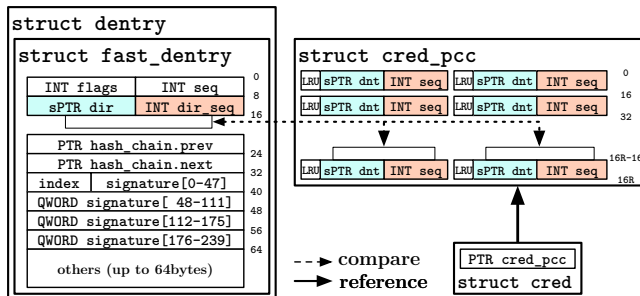 struct dentry
struct fast_dentry
INT flags INT seq
0
8
sPTR dir INT dir_seq
16
PTR hash_chain.prev
24
PTR hash_chain.next
32
index signature[0-47]
40
QWORD signature[ 48-111]
48
QWORD signature[112-175]
56
QWORD signature[176-239]
64
others (up to 64bytes)
struct cred_pcc
LRU sPTR dnt INT seq LRU sPTR dnt INT seq
0
16
LRU sPTR dnt INT seq LRU sPTR dnt INT seq
32
LRU sPTR dnt INT seq LRU sPTR dnt INT seq
16R-16
16R
compare
reference
PTR cred_pcc
struct cred